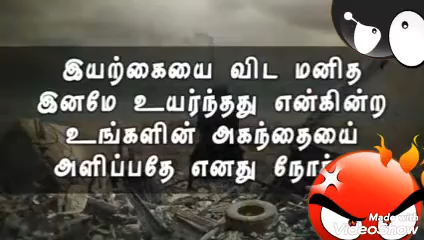 இயற்கையை விட மனித
இனமே உயர்ந்தது என்கின்ற
உங்களின் அகந்தையை
அளிப்பதே எனது
Made with
VideoShow